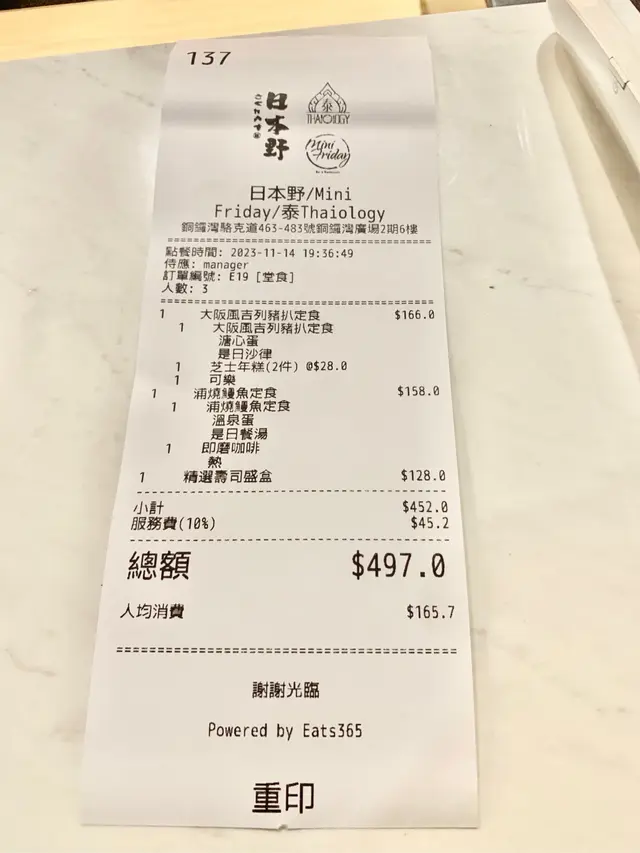 137
日本野
泰
THAIOLOGY
Mini
Friday
日本野/Mini
Friday/泰Thaiology
銅鑼灣駱克道463-483號銅鑼灣廣場2期6樓
點餐時間: 2023-11-14 19:36:49
侍應: manager
訂單編號: E19 [堂食]
人數: 3
1 大阪風吉列豬扒定食 $166.0
1 大阪風吉列豬扒定食
溏心蛋
是日沙律
1 芝士年糕(2件) @$28.0
1 可樂
1 浦燒鰻魚定食 $158.0
1 浦燒鰻魚定食
溫泉蛋
是日餐湯
1 即磨咖啡
熱
1 精選壽司盛盒 $128.0
小計 $452.0
服務費(10%) $45.2
總額 $497.0
人均消費 $165.7
謝謝光臨
Powered by Eats365
重印